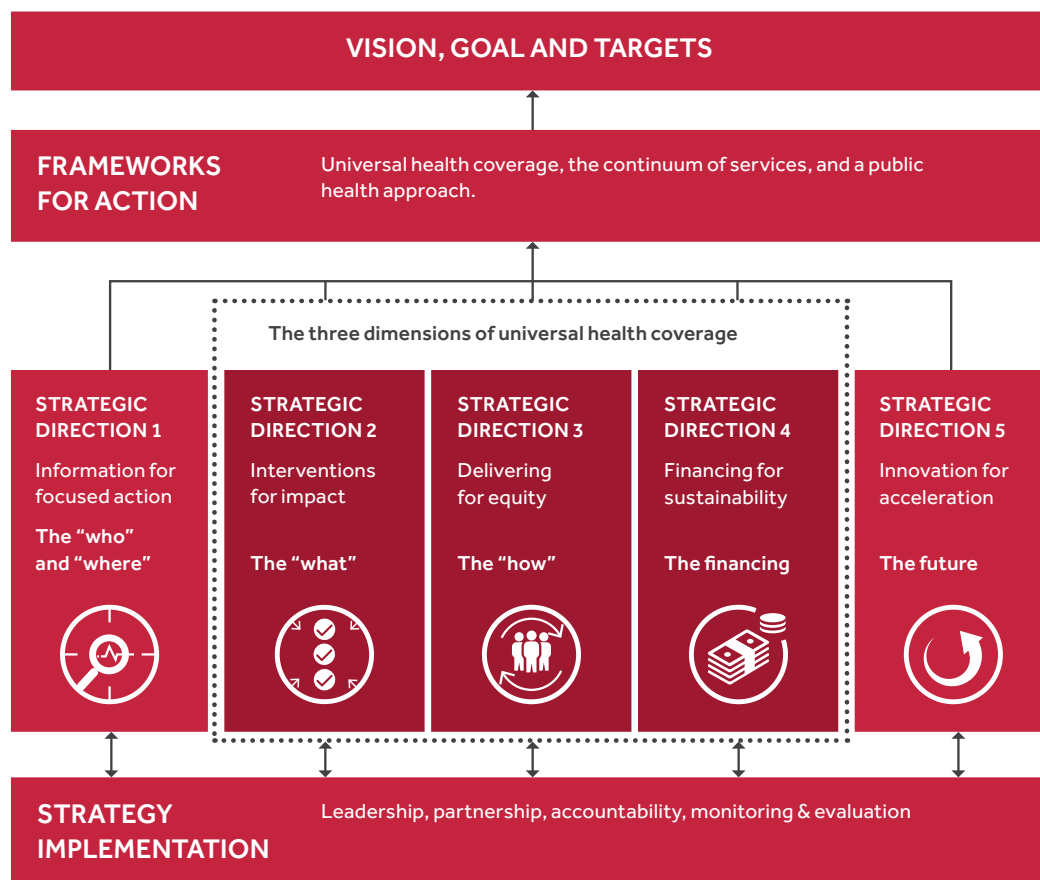 VISION, GOAL AND TARGETS
FRAMEWORKS
FOR ACTION
Universal health coverage, the continuum of services, and a public
health approach.
The three dimensions of universal health coverage
STRATEGIC
DIRECTION 1
Information for
focused action
The “who”
and “where”
STRATEGIC
DIRECTION 2
Interventions
for impact
The “what”
STRATEGIC
DIRECTION 3
Delivering
for equity
The “how”
STRATEGIC
DIRECTION 4
Financing for
sustainability
The financing
STRATEGIC
DIRECTION 5
Innovation for
acceleration
The future
STRATEGY
IMPLEMENTATION
Leadership, partnership, accountability, monitoring & evaluation